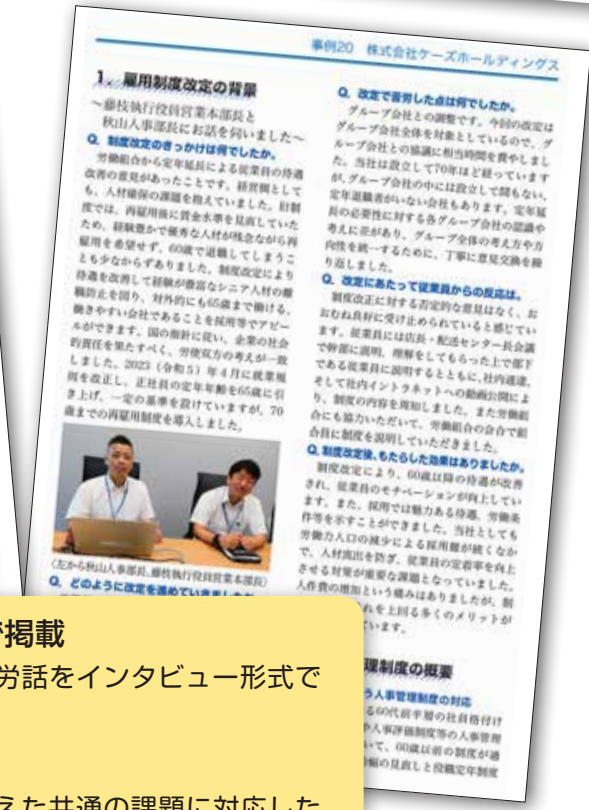 事例20 株式会社ケーズホールディングス
1．雇用制度改定の背景
～藤枝執行役員営業本部長と
秋山人事部長にお話を伺いました～
Q. 制度改定のきっかけは何でしたか。
労働組合から定年延長による従業員の待遇
改善の意見があったことです。経営側として
も、人材確保の課題を抱えていました。旧制
度では、再雇用後に賃金水準を見直していた
ため、経験豊かで優秀な人材が残念ながら再
雇用を希望せず、60歳で退職してしまうこ
とも少なからずありました。制度改定により
待遇を改善して経験が豊富なシニア人材の離
職防止を図り、対外的にも65歳まで働ける、
働きやすい会社であることを採用等でアピー
ルができます。国の指針に従い、企業の社会
的責任を果たすべく、労使双方の考えが一致
しました。2023（令和5）年4月に就業規
則を改正し、正社員の定年年齢を65歳に引
き上げ、一定の基準を設けていますが、70
歳までの再雇用制度を導入しました。
（左から秋山人事部長、藤枝執行役員営業本部長）
Q. どのように改定を進めていきましたか
Q. 改定で苦労した点は何でしたか。
グループ会社との調整です。今回の改定は
グループ会社全体を対象としているので、グ
ループ会社との協議に相当時間を費やしまし
た。当社は設立して70年ほど経っています
が、グループ会社の中には設立して間もない、
定年退職者がいない会社もあります。定年延
長の必要性に対する各グループ会社の認識や
考えに差があり、グループ全体の考え方や方
向性を統一するために、丁寧に意見交換を繰
り返しました。
Q. 改定にあたって従業員からの反応は。
制度改正に対する否定的な意見はなく、お
おむね良好に受け止められていると感じてい
ます。従業員には店長・配送センター長会議
で幹部に説明、理解をしてもらった上で部下
である従業員に説明するとともに、社内通達、
そして社内イントラネットへの動画公開によ
り、制度の内容を周知しました。また労働組
合にも協力いただいて、労働組合の会合で組
合員に制度を説明していただきました。
Q. 制度改定後、もたらした効果はありましたか。
制度改定により、60歳以降の待遇が改善
され、従業員のモチベーションが向上してい
ます。また、採用では魅力ある待遇、労働条
件等を示すことができました。当社としても
労働力人口の減少による採用難が続くなか
で、人材流出を防ぎ、従業員の定着率を向上
させる対策が重要な課題となっていました。
人件費の増加という痛みはありましたが、制
れを上回る多くのメリットが
います。
理制度の概要
う人事管理制度の対応
る60代前半層の社員格付け
や人事評価制度等の人事管理
いて、60歳以前の制度が適
幅の見直しと役職定年制度
で掲載
労話をインタビュー形式で
えた共通の課題に対応した